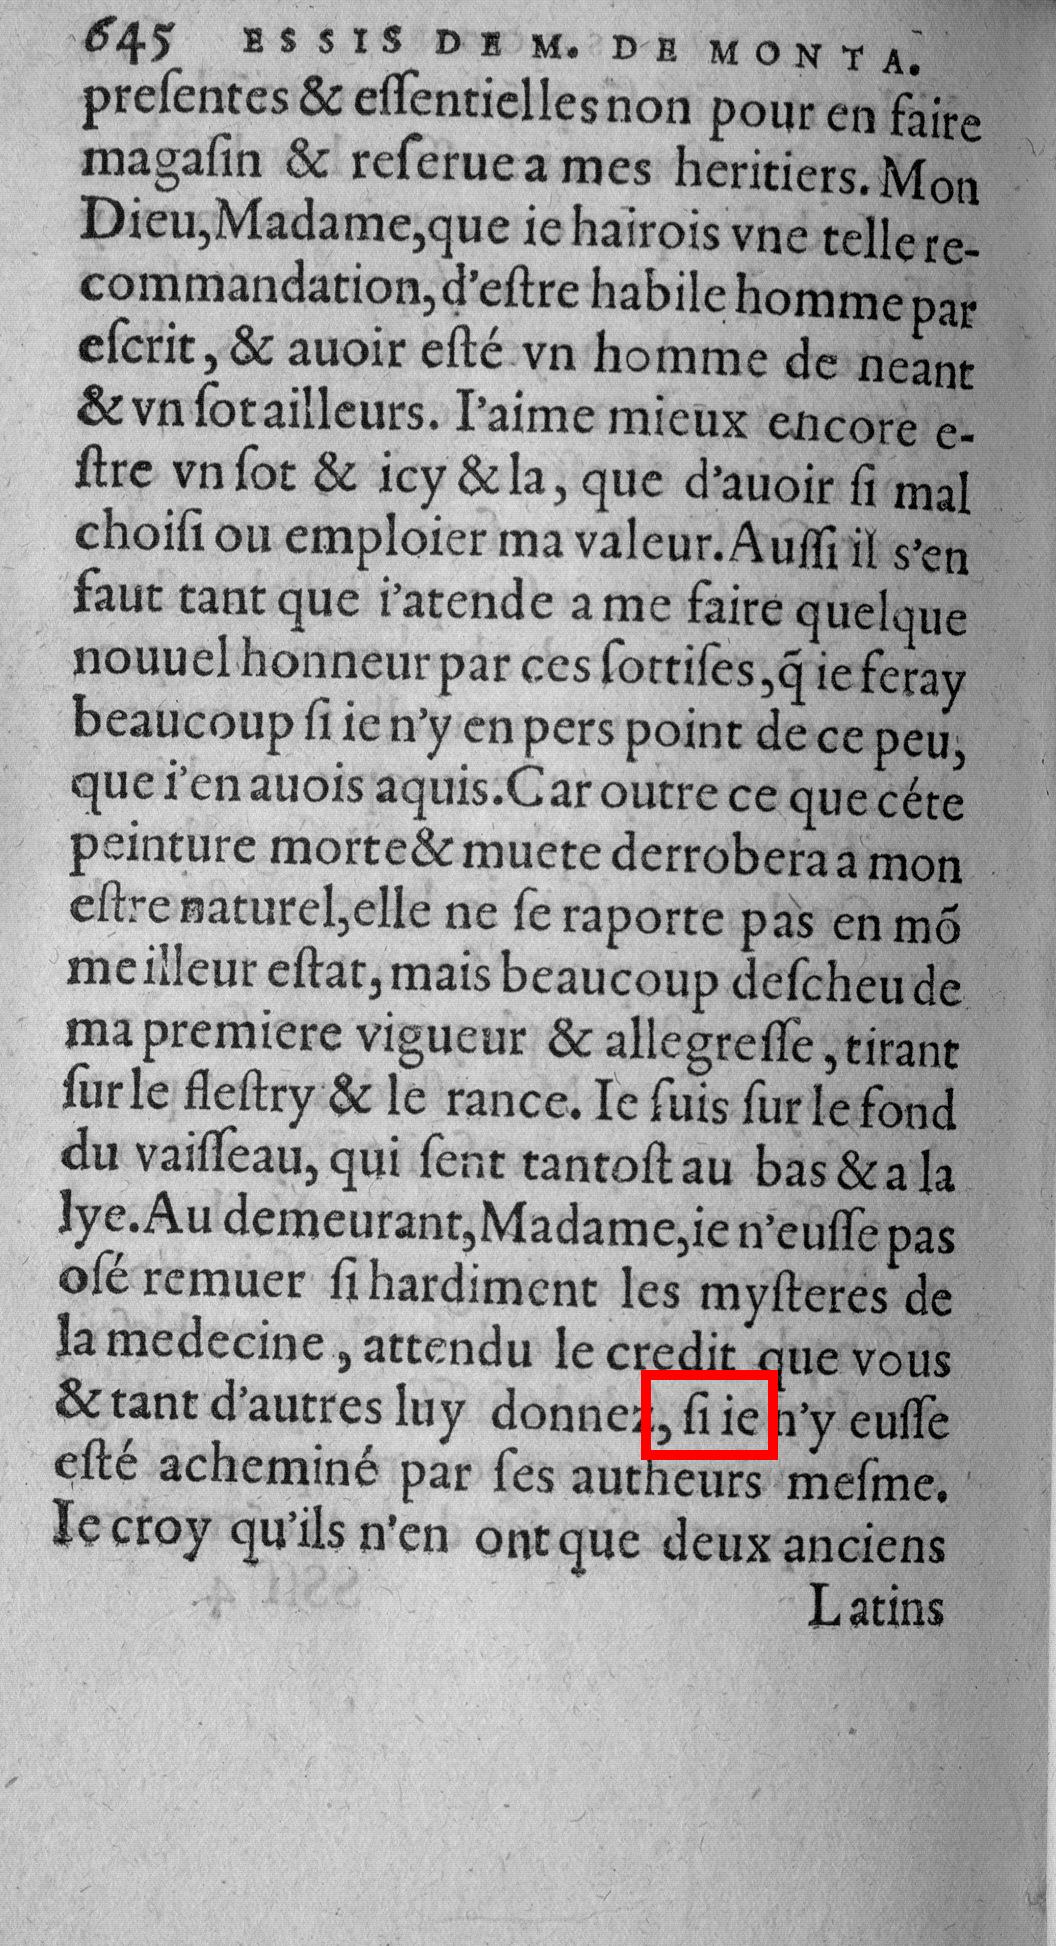 645 ESSIS DE M. DE MONTA.
preſentes & eſſentielles non pour en faire
magaſin & reſerue a mes heritiers. Mon
Dieu, Madame, que ie hairois vne telle re-
commandation, d'eſtre habile homme par
eſcrit, & auoir eſté vn homme de neant
& vn ſot ailleurs. I'aime mieux encore e-
ſtre vn ſot & icy & la, que d'auoir ſi mal
choiſi ou emploier ma valeur. Auſſi il s'en
faut tant que i'atende a me faire quelque
nouuel honneur par ces ſottiſes, q̃ ie feray
beaucoup ſi ie n'y en pers point de ce peu,
que i'en auois aquis. Car outre ce que céte
peinture morte & muete derrobera a mon
eſtre naturel, elle ne ſe raporte pas en mõ
meilleur eſtat, mais beaucoup deſcheu de
ma premiere vigueur & allegreſſe, tirant
ſur le fleſtry & le rance. Ie ſuis ſur le fond
du vaiſſeau, qui ſent tantoſt au bas & a la
lye. Au demeurant, Madame, ie n'euſſe pas
oſé remuer ſi hardiment les myſteres de
la medecine, attendu le credit que vous
& tant d'autres luy donnez, ſi ie n'y euſſe
eſté acheminé par ſes autheurs meſme.
Ie croy qu'ils n'en ont que deux anciens
Latins